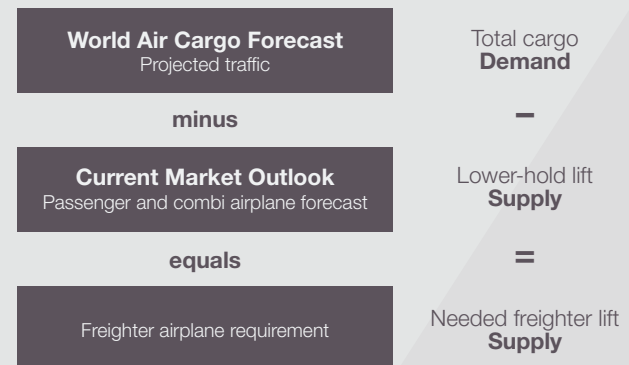 World Air Cargo Forecast
Projected traffic
Total cargo
Demand
minus
–
Current Market Outlook
Passenger and combi airplane forecast
Lower-hold lift
Supply
equals
=
Freighter airplane requirement
Needed freighter lift
Supply